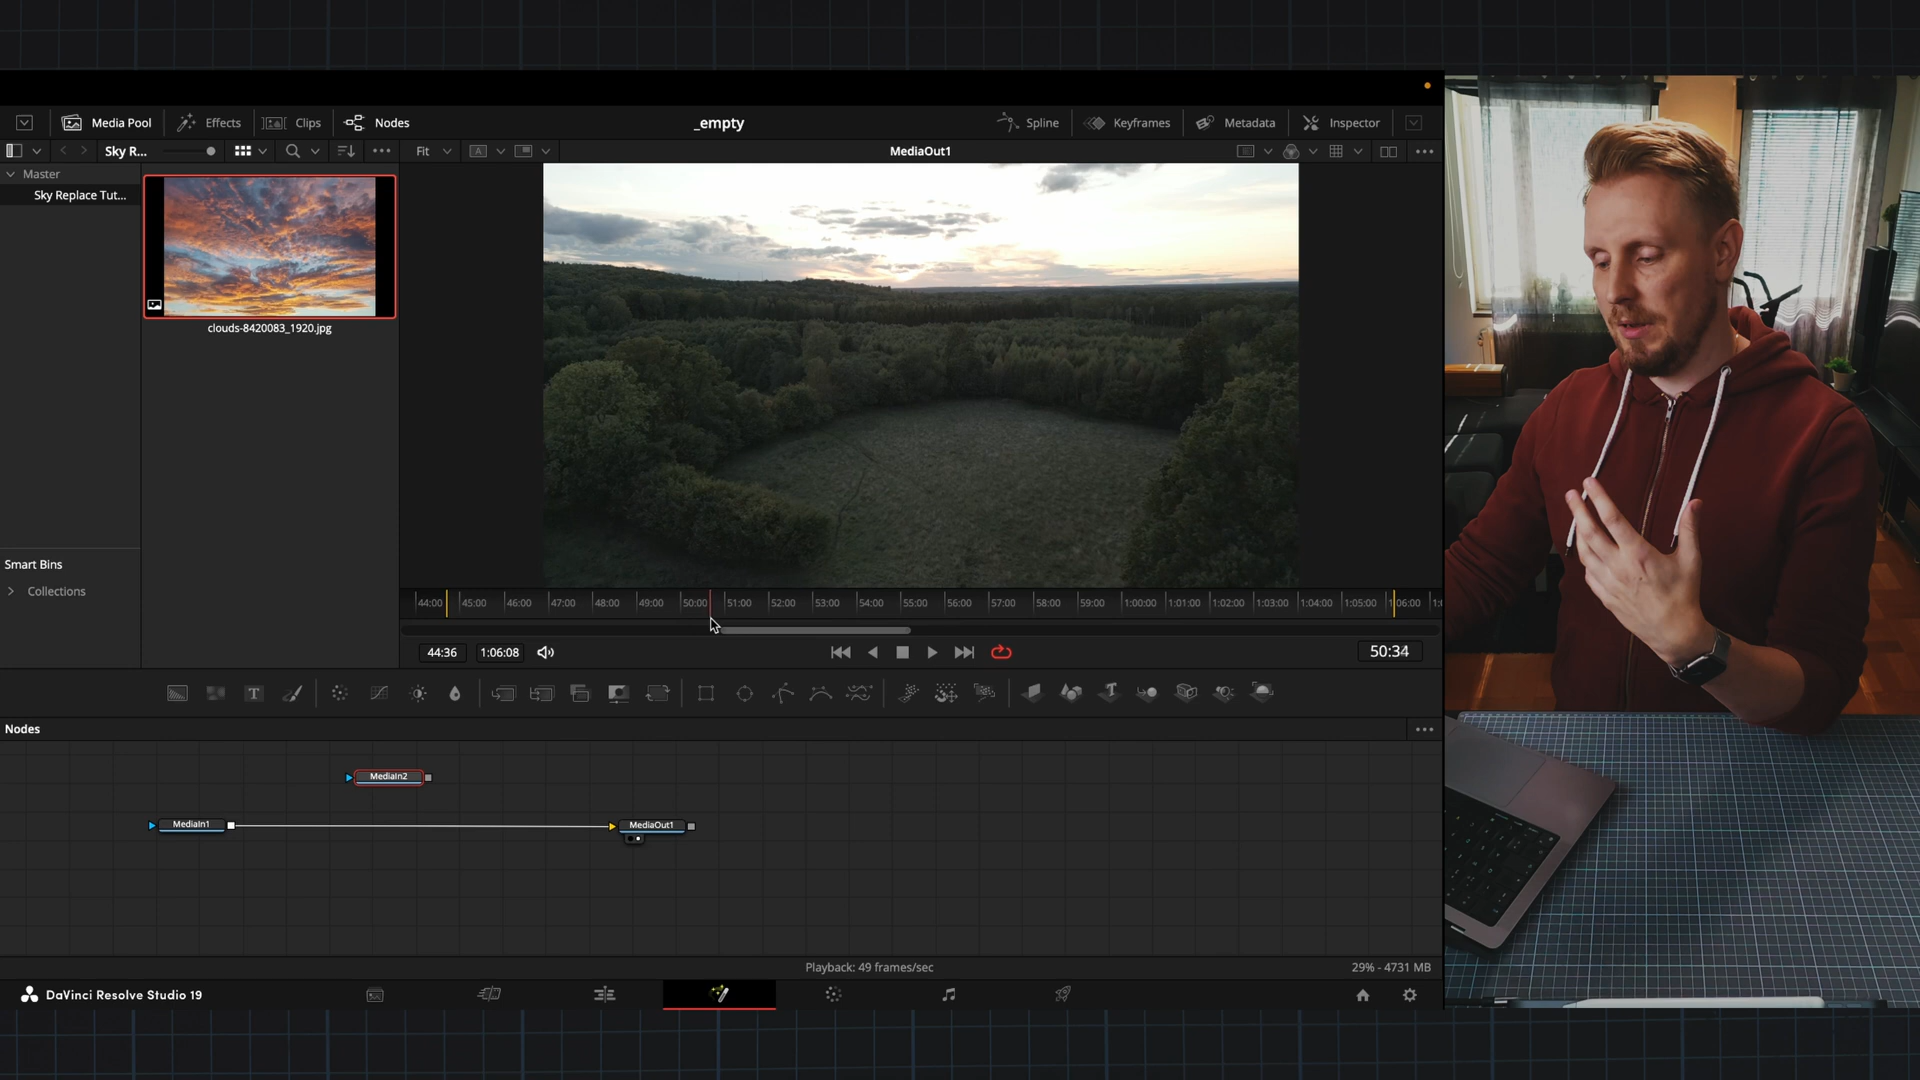 Media Pool
Effects
Clips
Nodes
_empty
Spline
Keyframes
Metadata
Inspector
Sky R...
Fit
MediaOut1
Master
Sky Replace Tut...
clouds-8420083_1920.jpg
Smart Bins
Collections
44:00 45:00 46:00 47:00 48:00 49:00 50:00 51:00 52:00 53:00 54:00 55:00 56:00 57:00 58:00 59:00 1:00:00 1:01:00 1:02:00 1:03:00 1:04:00 1:05:00 1:06:00
44:36
1:06:08
50:34
Nodes
MediaIn2
MediaIn1
MediaOut1
Playback: 49 frames/sec
29% - 4731 MB
DaVinci Resolve Studio 19